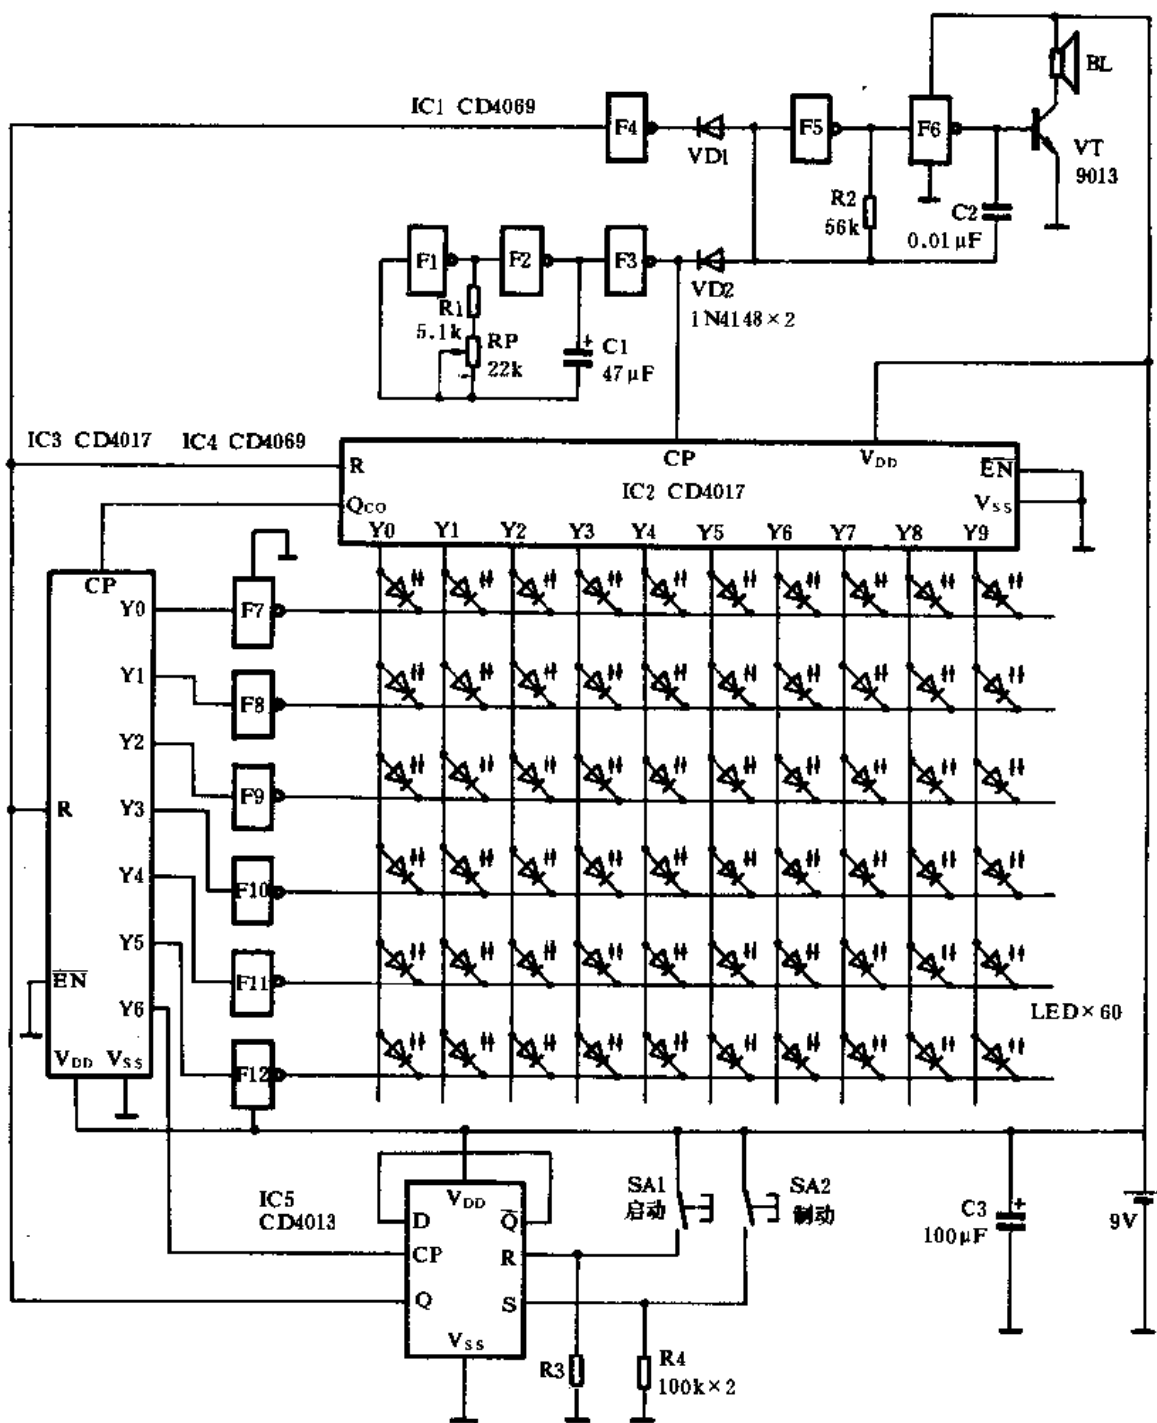 BL
IC1 CD4069
F4
F5
F6
VD1
VT
9013
R2
56k
C2
0.01μF
F1
F2
F3
VD2
1N4148×2
R1
5.1k
RP
22k
C1
47μF
IC3 CD4017 IC4 CD4069
R
CP
VDD
EN
IC2 CD4017
QCO
VSS
Y0 Y1 Y2 Y3 Y4 Y5 Y6 Y7 Y8 Y9
CP
Y0
F7
Y1
F8
Y2
F9
R
Y3
F10
Y4
F11
Y5
EN
Y6
F12
VDD VSS
LED×60
IC5
CD4013
VDD
D
Q
CP
R
Q
S
VSS
SA1
启动
SA2
制动
C3
100μF
9V
R3
R4
100k×2